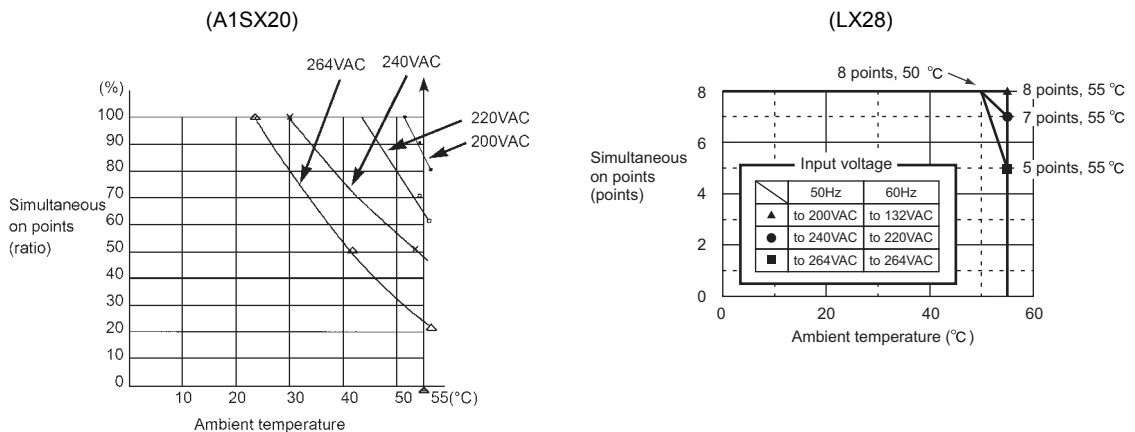 (A1SX20)
264VAC
240VAC
(%)
100
90
80
70
60
50
40
30
20
10
0
220VAC
200VAC
Simultaneous
on points
(ratio)
10
20
30
40
50
55(°C)
Ambient temperature
(LX28)
8 points, 50 °C
8
6
4
2
0
8 points, 55 °C
7 points, 55 °C
5 points, 55 °C
Simultaneous
on points
(points)
Input voltage
50Hz 60Hz
▲ to 200VAC to 132VAC
● to 240VAC to 220VAC
■ to 264VAC to 264VAC
0
20
40
60
Ambient temperature (°C)